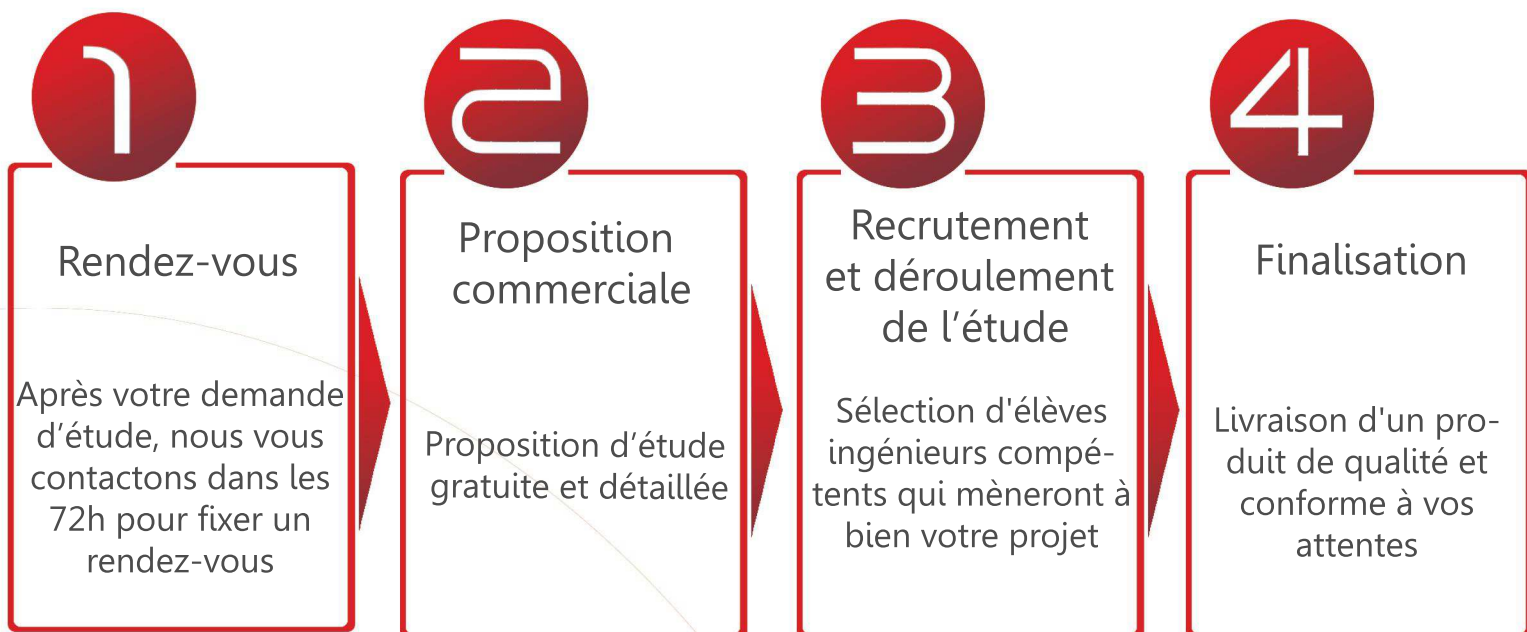 1
Rendez-vous
Après votre demande
d’étude, nous vous
contactons dans les
72h pour fixer un
rendez-vous
2
Proposition
commerciale
Proposition d’étude
gratuite et détaillée
3
Recrutement
et déroulement
de l’étude
Sélection d'élèves
ingénieurs compé-
tents qui mèneront à
bien votre projet
4
Finalisation
Livraison d'un pro-
duit de qualité et
conforme à vos
attentes